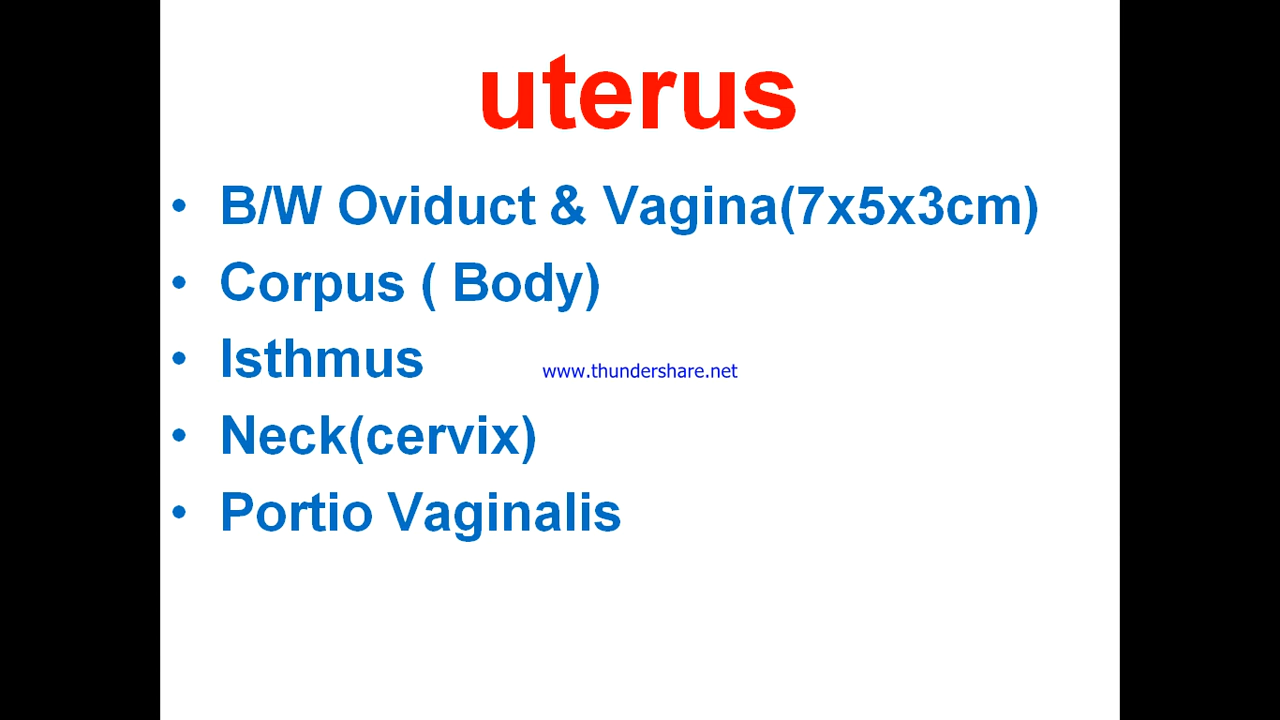 uterus
• B/W Oviduct & Vagina(7x5x3cm)
• Corpus ( Body)
• Isthmus
www.thundershare.net
• Neck(cervix)
• Portio Vaginalis